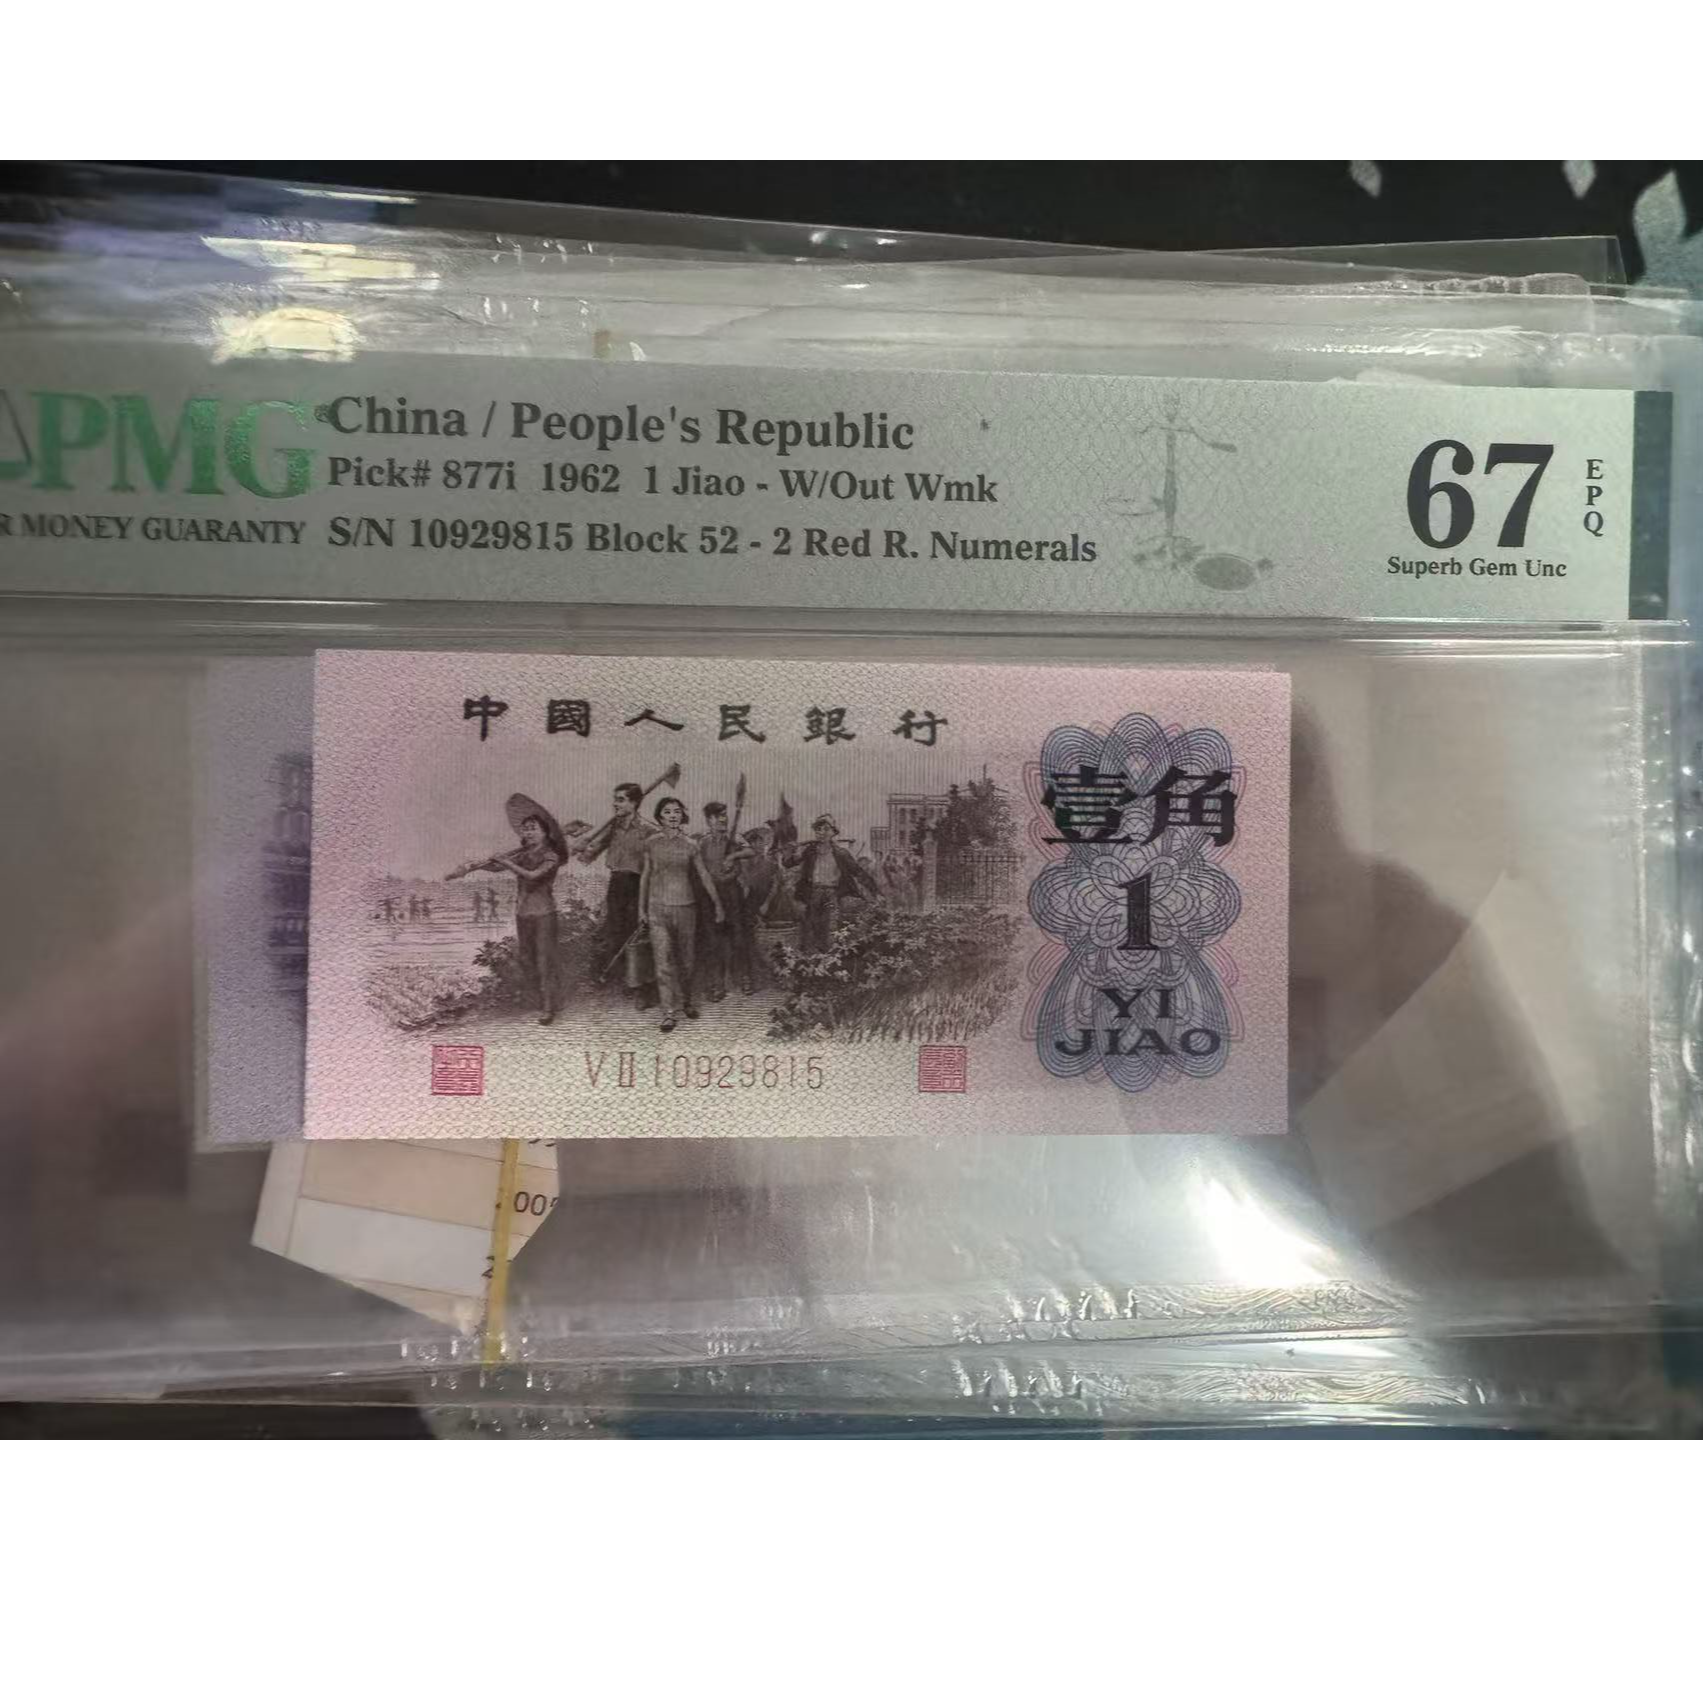 PMG China / People's Republic
Pick# 877i 1962 1 Jiao - W/Out Wmk
R MONEY GUARANTY S/N 10929815 Block 52 - 2 Red R. Numerals
67
EPQ
Superb Gem Unc
中國人民銀行
壹角
1
YI
JIAO
VII 10929815